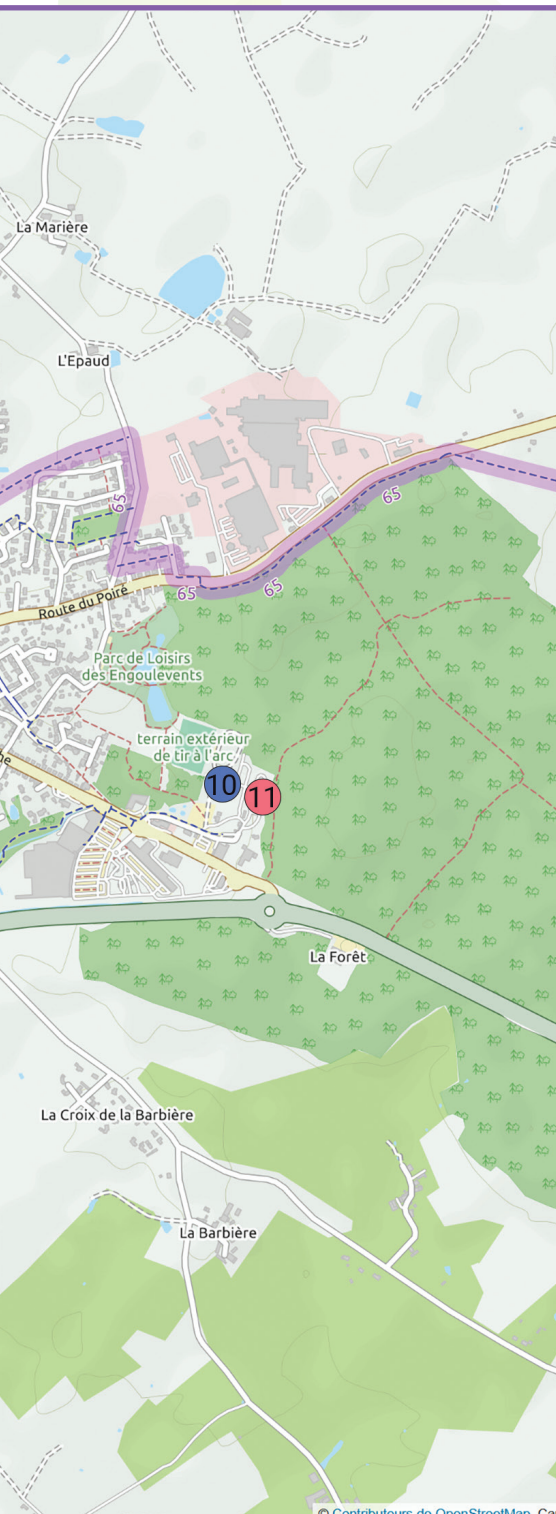 La Marière
L'Epaud
65
65
65
65
Route du Poiré
Parc de Loisirs
des Engoulevents
terrain extérieur
de tir à l'arc
10
11
La Forêt
La Croix de la Barbière
La Barbière
© Contributeurs de OpenStreetMap